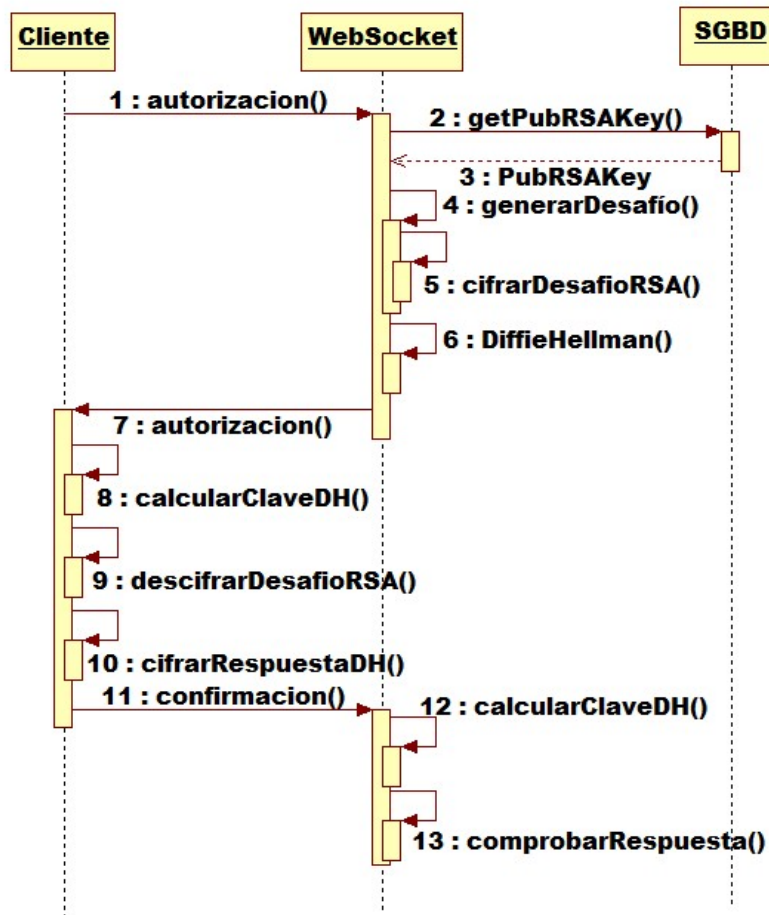 Cliente
WebSocket
SGBD
1 : autorizacion()
2 : getPubRSAKey()
3 : PubRSAKey
4 : generarDesafío()
5 : cifrarDesafioRSA()
6 : DiffieHellman()
7 : autorizacion()
8 : calcularClaveDH()
9 : descifrarDesafioRSA()
10 : cifrarRespuestaDH()
11 : confirmacion()
12 : calcularClaveDH()
13 : comprobarRespuesta()